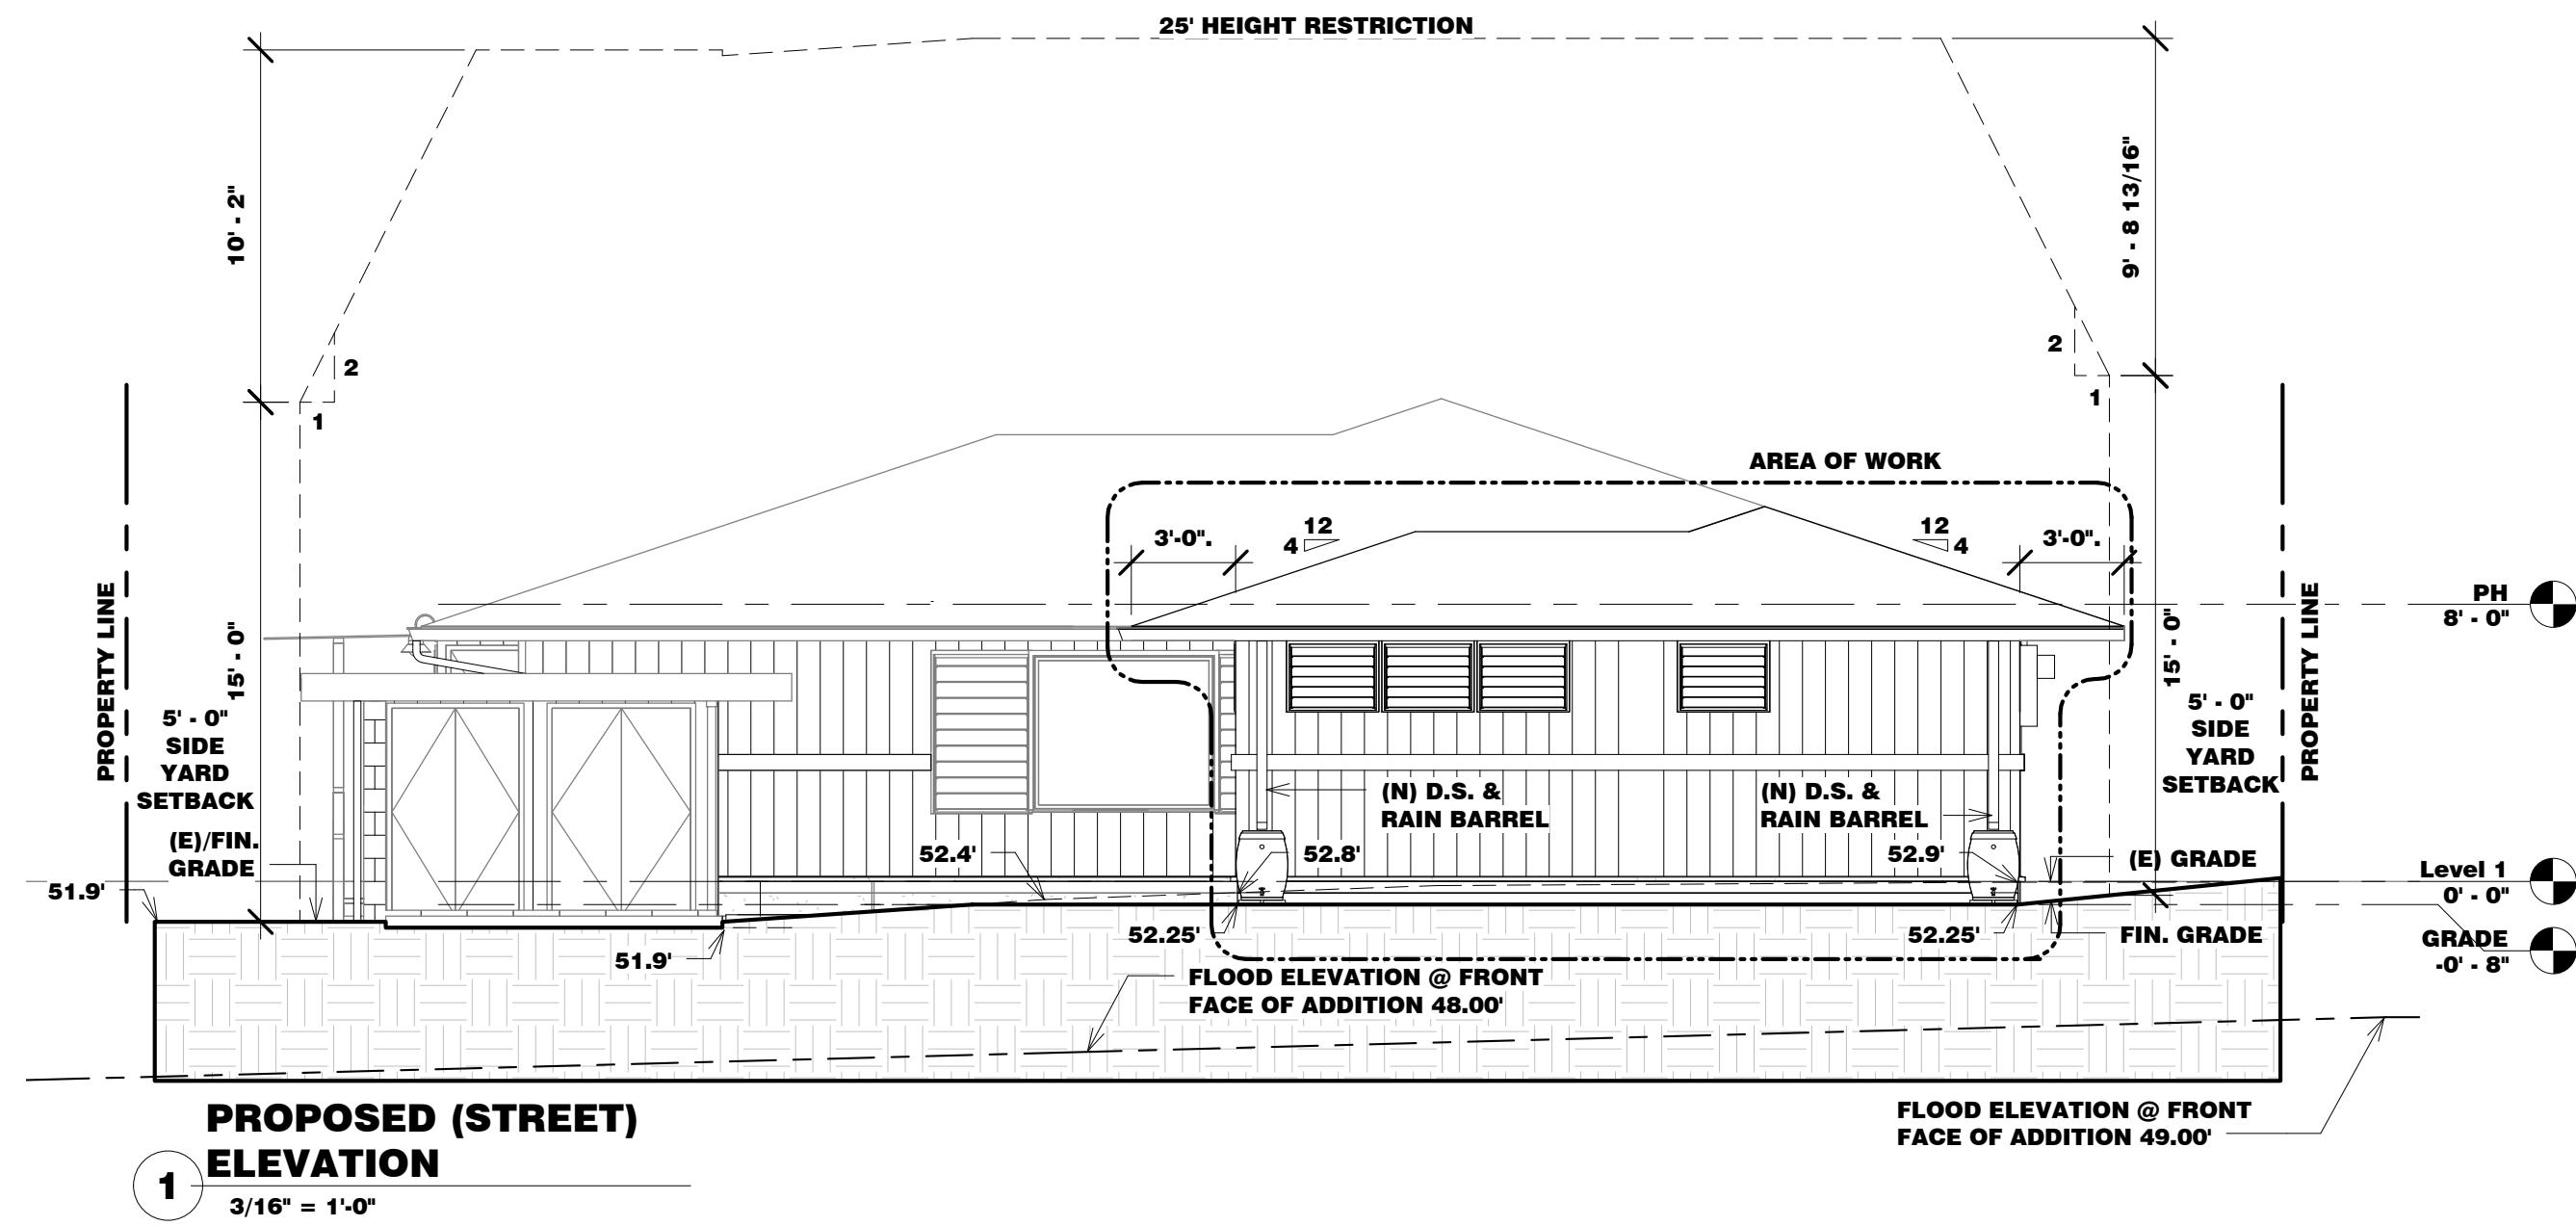 25' HEIGHT RESTRICTION
10' - 2"
9' - 8 13/16"
2
1
2
1
AREA OF WORK
3'-0".
12
4
12
4
3'-0".
PH
8' - 0"
PROPERTY LINE
15' - 0"
15' - 0"
PROPERTY LINE
5' - 0"
SIDE
YARD
SETBACK
5' - 0"
SIDE
YARD
SETBACK
(E)/FIN.
GRADE
(N) D.S. &
RAIN BARREL
(N) D.S. &
RAIN BARREL
51.9'
52.4'
52.8'
52.9'
(E) GRADE
Level 1
0' - 0"
51.9'
52.25'
52.25'
FIN. GRADE
GRADE
-0' - 8"
FLOOD ELEVATION @ FRONT
FACE OF ADDITION 48.00'
FLOOD ELEVATION @ FRONT
FACE OF ADDITION 49.00'
PROPOSED (STREET)
ELEVATION
1
3/16" = 1'-0"